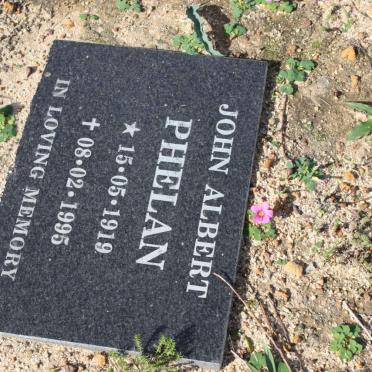 JOHN ALBERT
PHELAN
★ 15·05·1919
✝ 08·02·1995
IN LOVING MEMORY